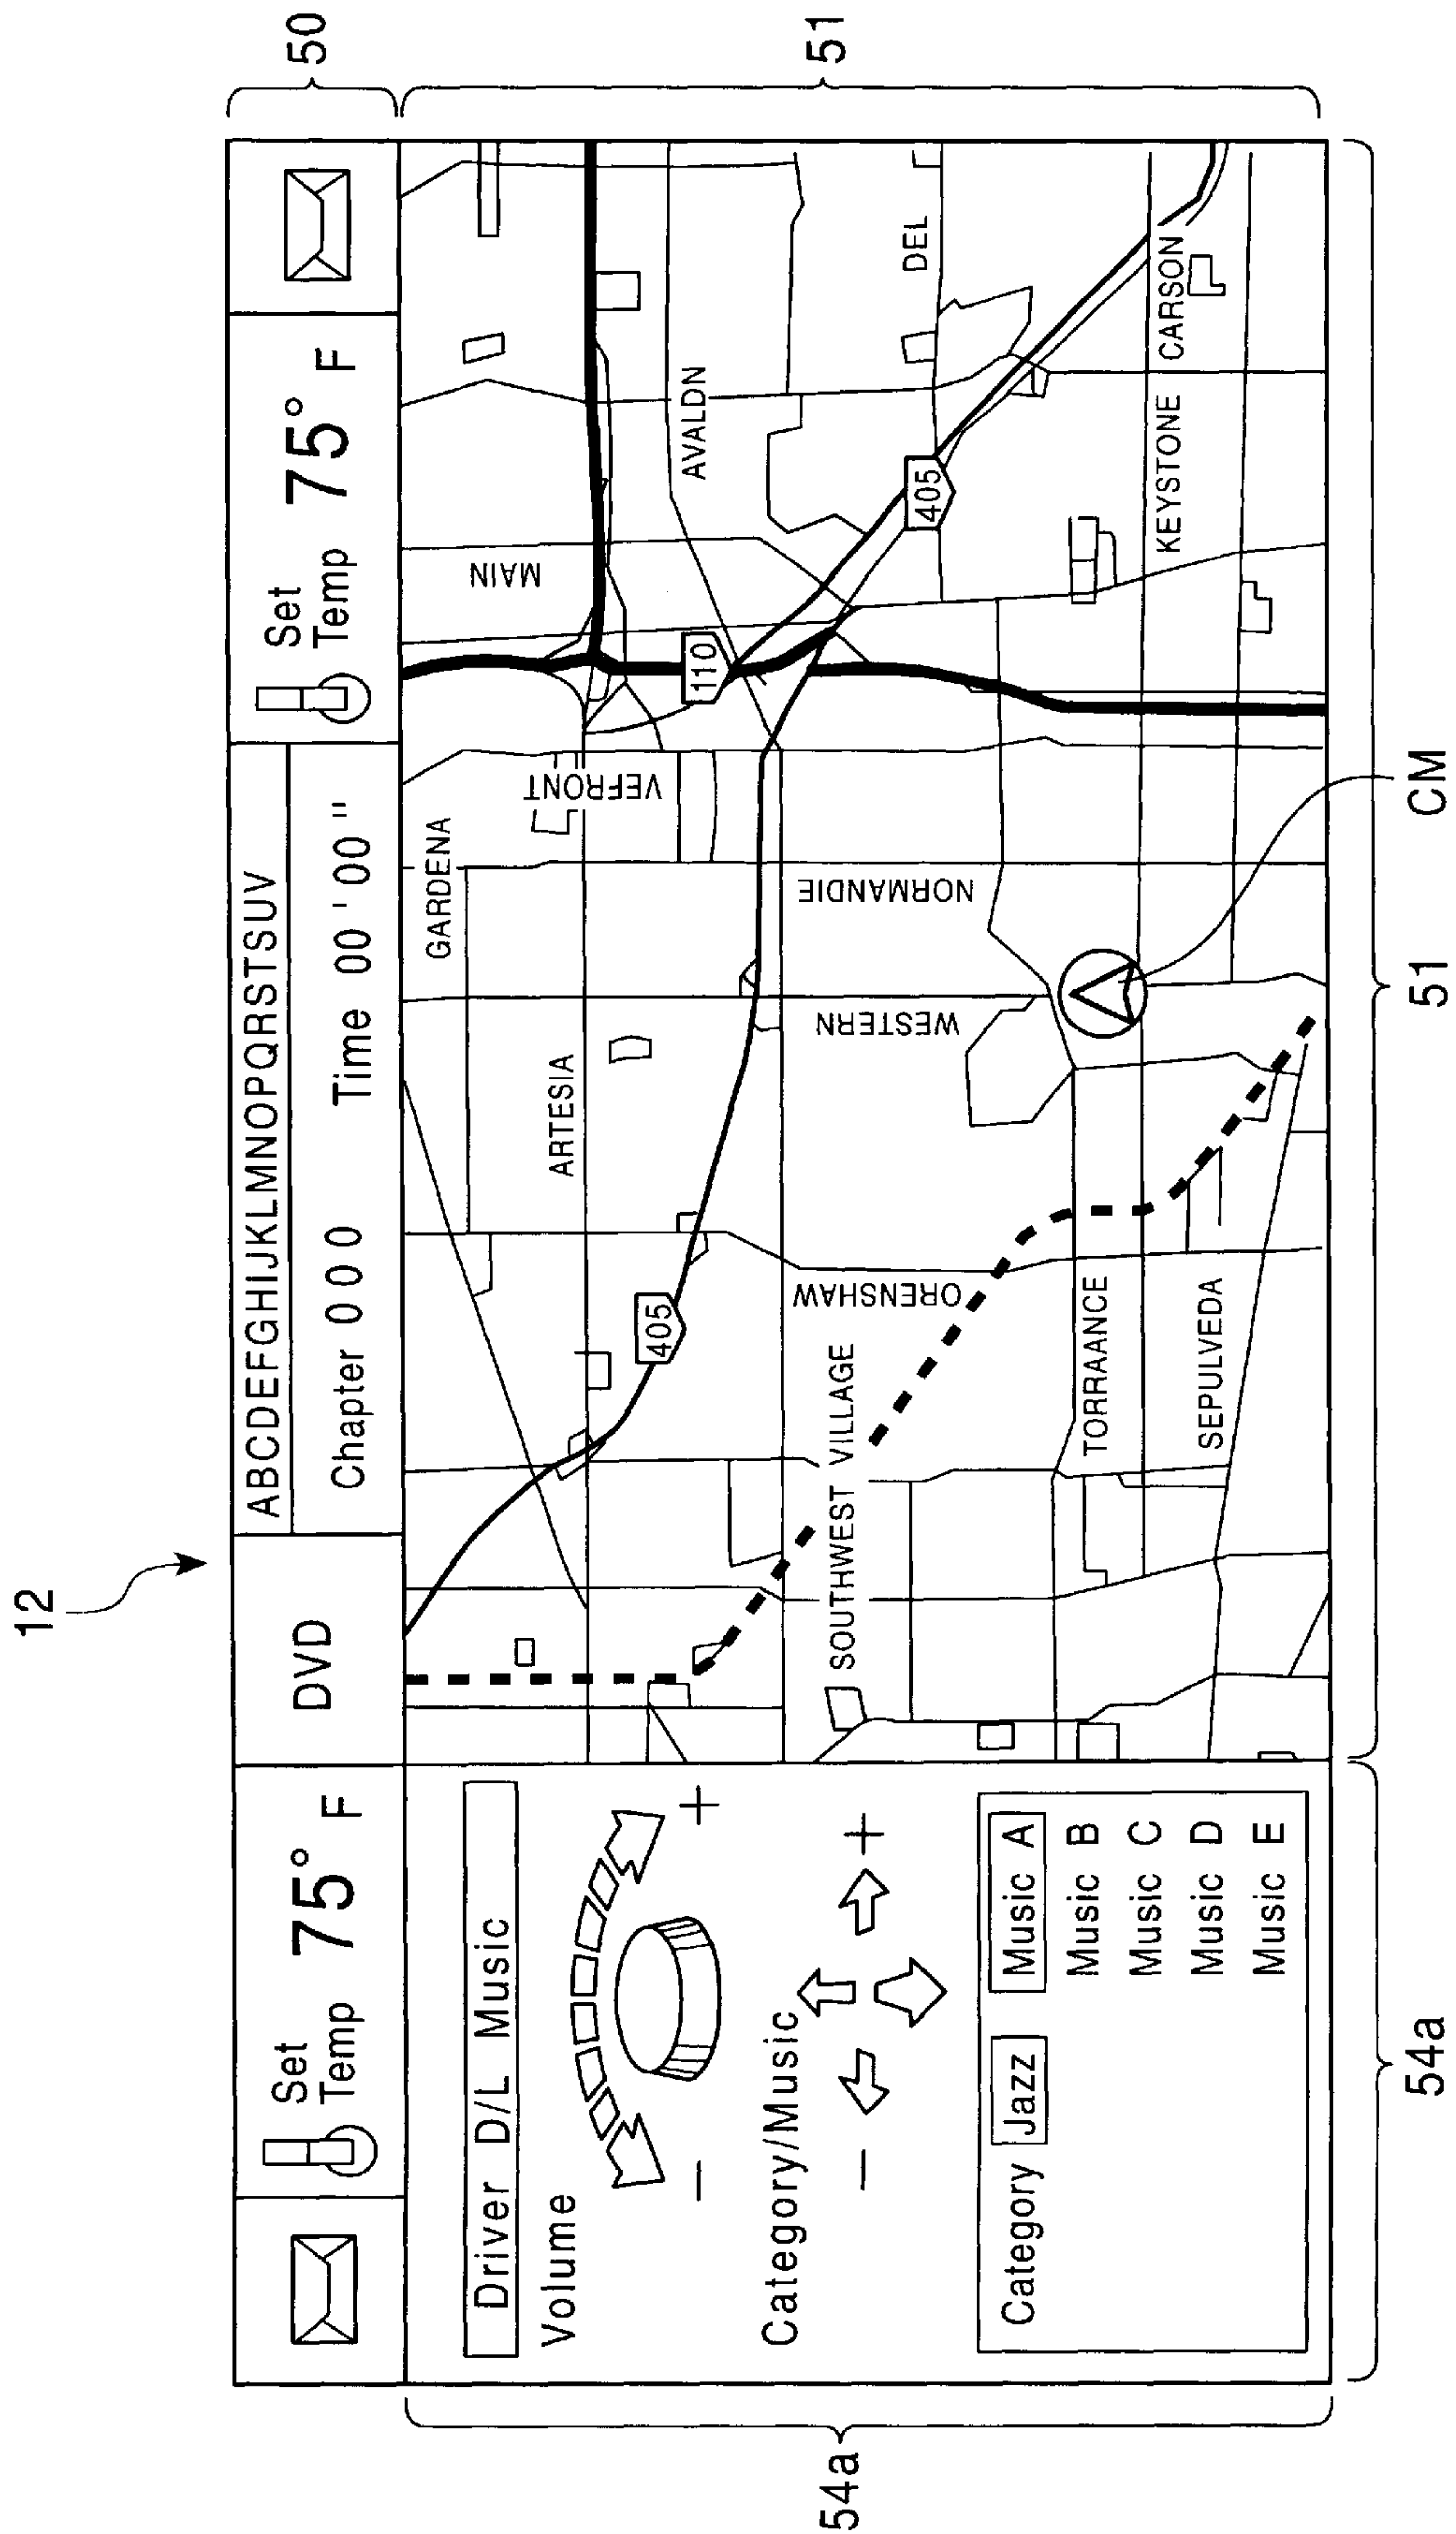 12
50
Set
Temp 75° F
DVD
ABCDEFGHIJKLMNOPQRSTSUV
Chapter 0 0 0 Time 00 ' 00 "
Set
Temp 75° F
54a
Driver D/L Music
Volume
− +
Category/Music
− +
Category Jazz Music A
Music B
Music C
Music D
Music E
54a
51
GARDENA
MAIN
VEFRONT
ARTESIA
405
110
AVALDN
NORMANDIE
WESTERN
ORENSHAW
SOUTHWEST VILLAGE
405
DEL
TORRAANCE
KEYSTONE
CARSON
SEPULVEDA
51
CM